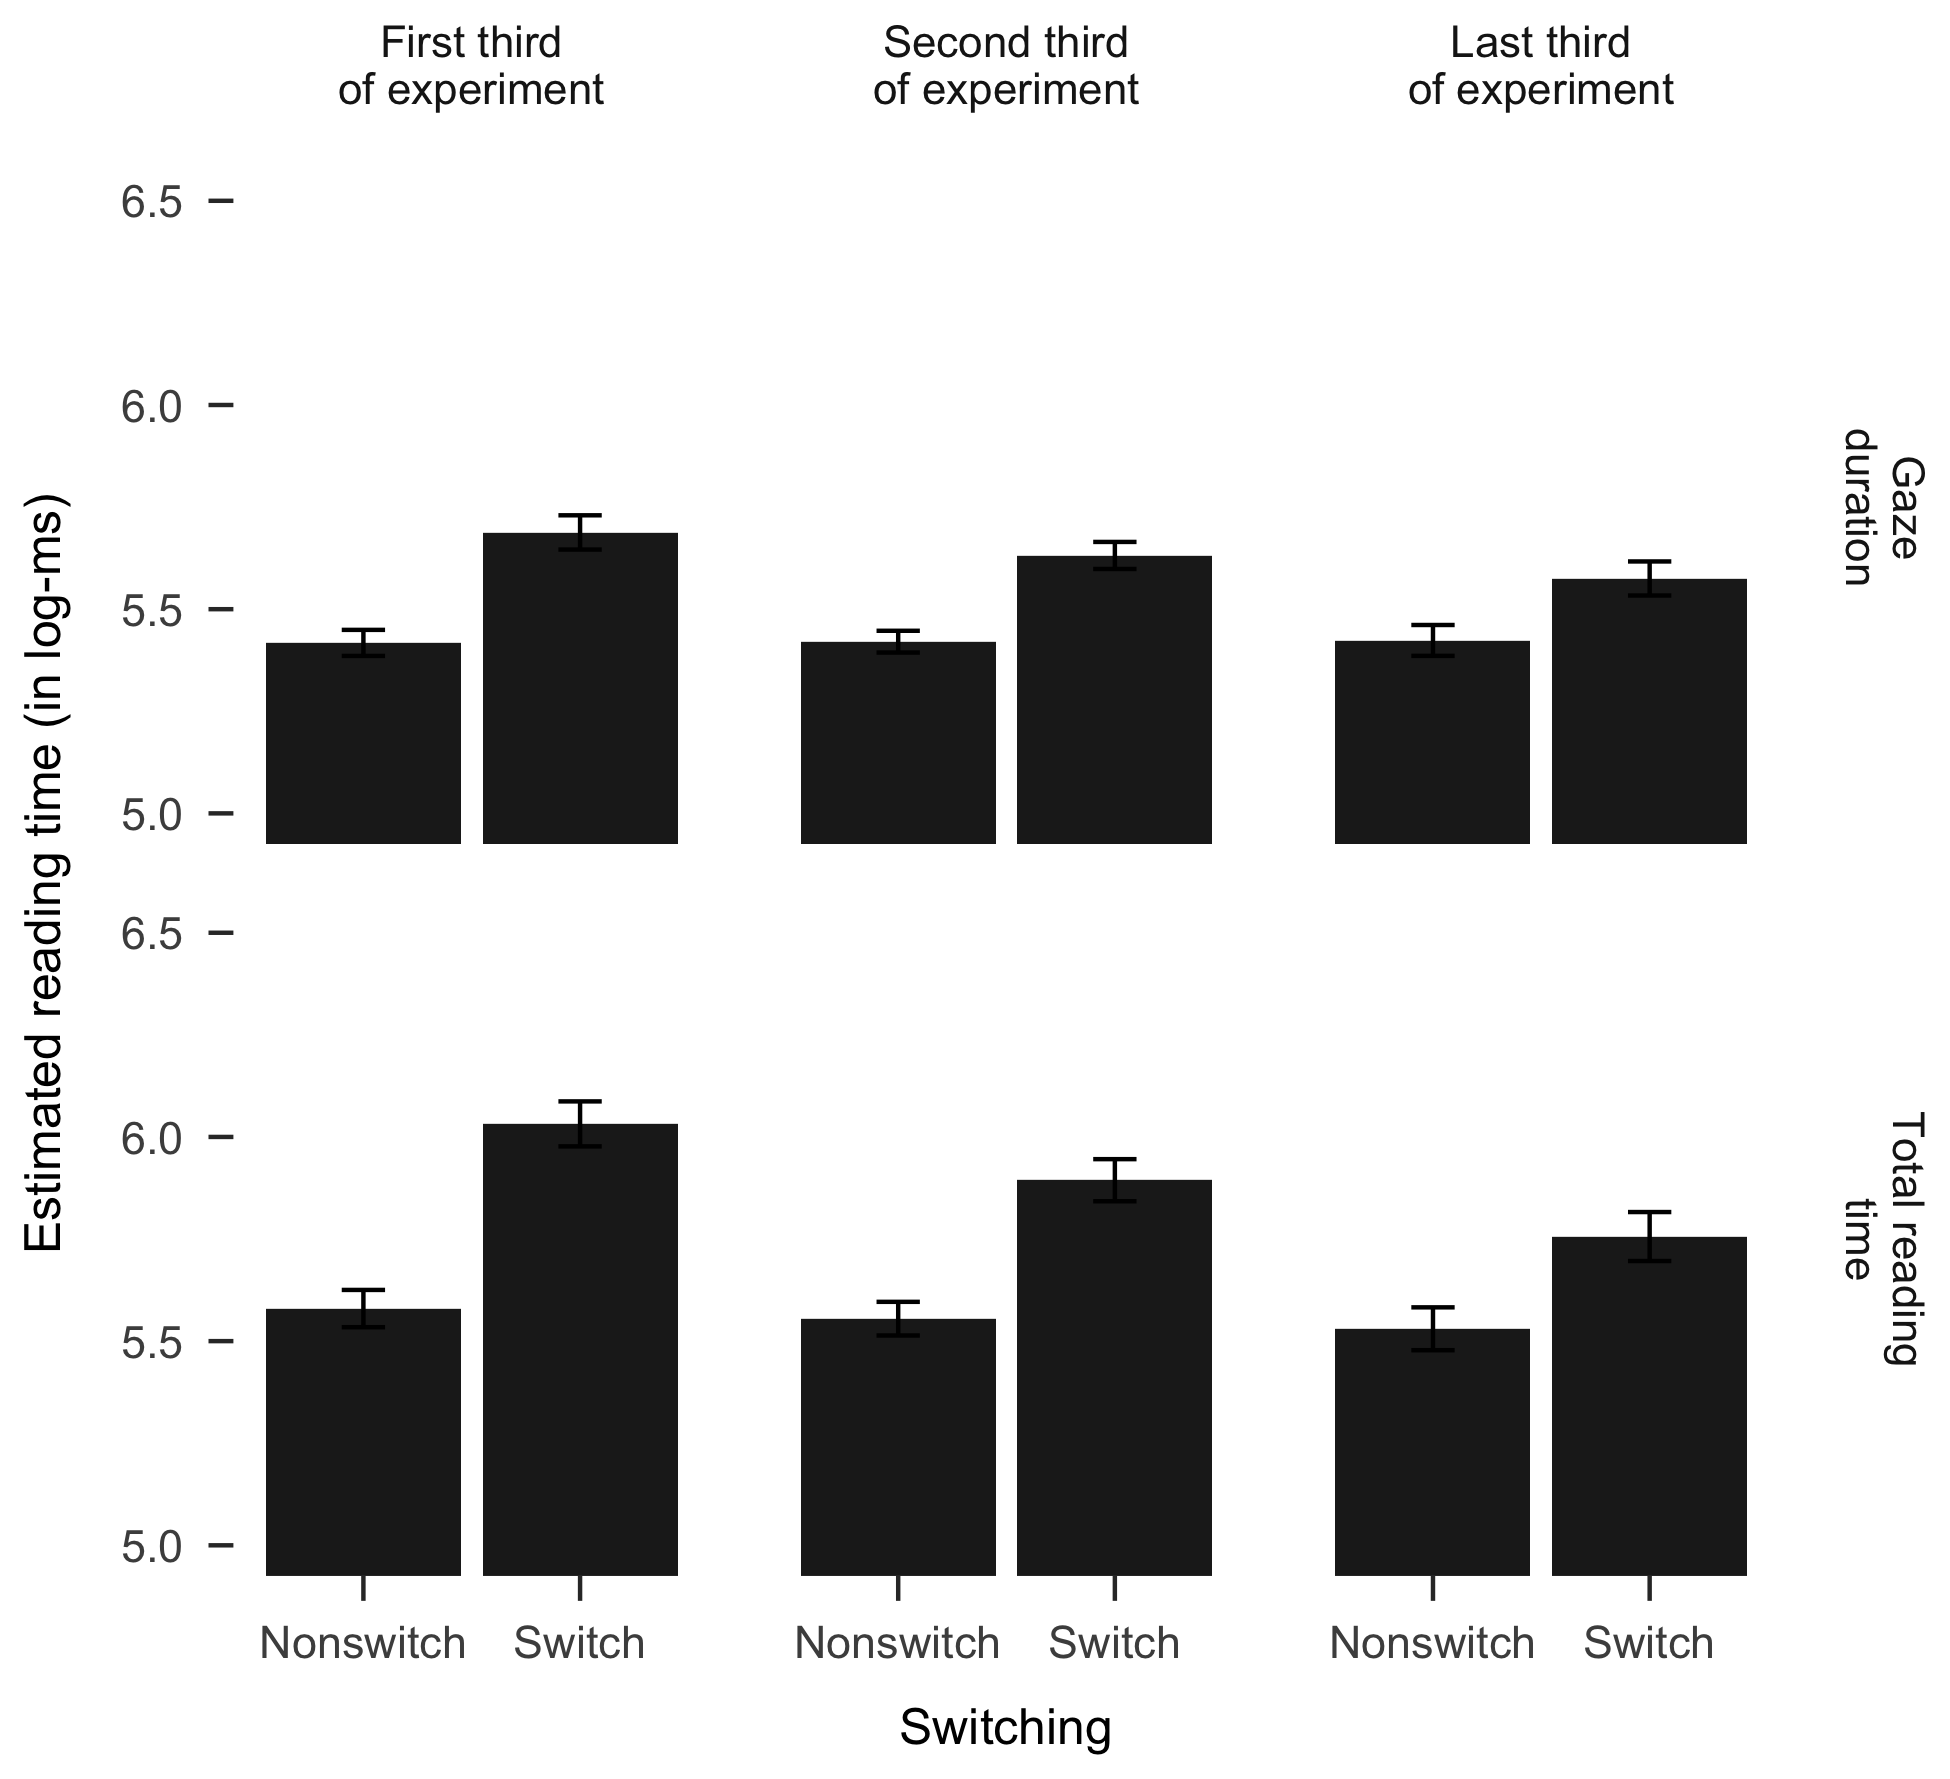 First third
of experiment
Second third
of experiment
Last third
of experiment
Estimated reading time (in log-ms)
6.5
6.0
5.5
5.0
Gaze
duration
6.5
6.0
5.5
5.0
Total reading
time
Nonswitch
Switch
Nonswitch
Switch
Nonswitch
Switch
Switching